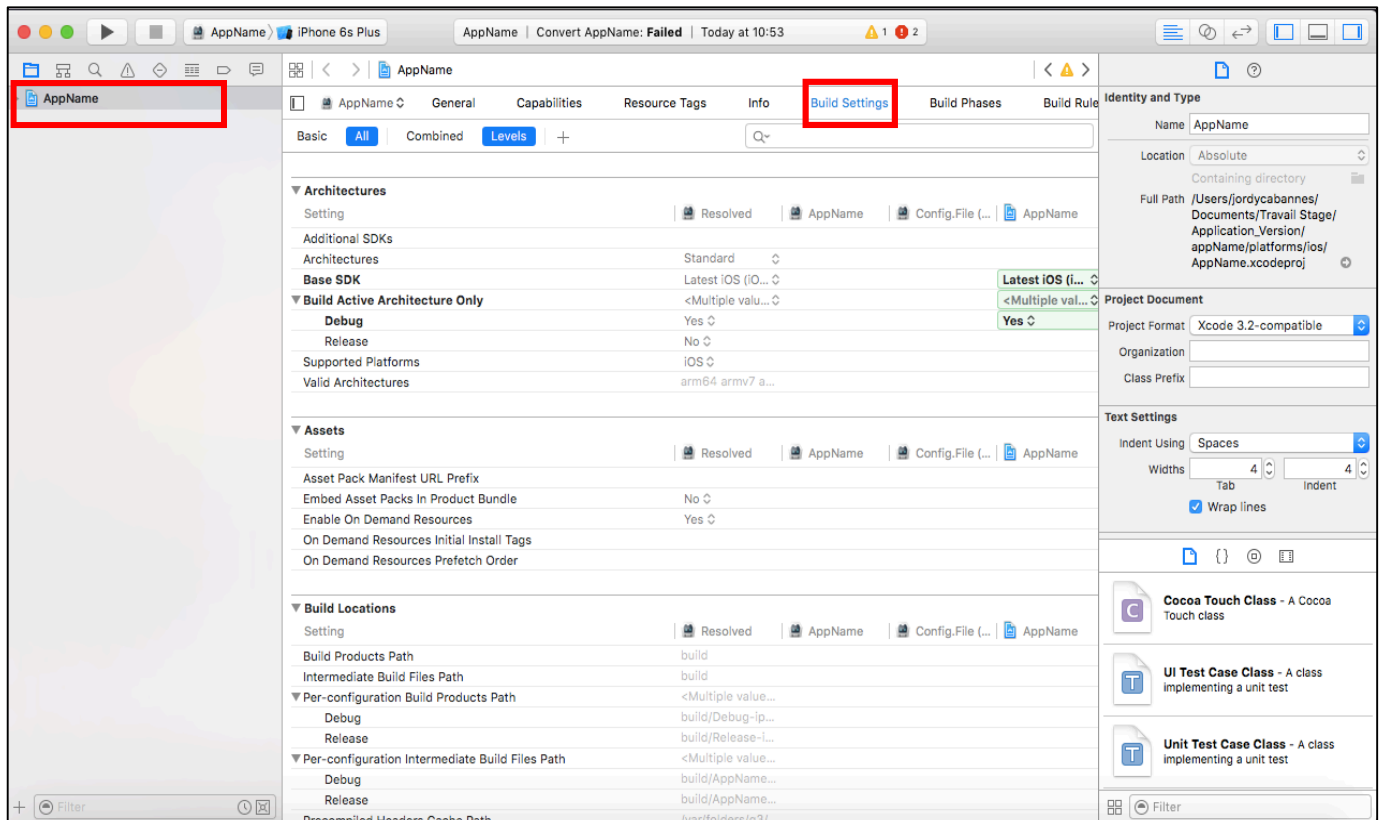 AppName iPhone 6s Plus AppName | Convert AppName: Failed | Today at 10:53 1 2
AppName
AppName
AppName General Capabilities Resource Tags Info Build Settings Build Phases Build Rule
Basic All Combined Levels +
Architectures
Setting Resolved AppName Config.File (... AppName
Additional SDKs
Architectures Standard
Base SDK Latest iOS (iO... Latest iOS (i...
Build Active Architecture Only <Multiple valu... <Multiple val...
Debug Yes Yes
Release No
Supported Platforms iOS
Valid Architectures arm64 armv7 a...
Assets
Setting Resolved AppName Config.File (... AppName
Asset Pack Manifest URL Prefix
Embed Asset Packs In Product Bundle No
Enable On Demand Resources Yes
On Demand Resources Initial Install Tags
On Demand Resources Prefetch Order
Build Locations
Setting Resolved AppName Config.File (... AppName
Build Products Path build
Intermediate Build Files Path build
Per-configuration Build Products Path <Multiple value...
Debug build/Debug-ip...
Release build/Release-i...
Per-configuration Intermediate Build Files Path <Multiple value...
Debug build/AppName...
Release build/AppName...
Precompiled Headers Cache Path /var/folders/n3/
+ Filter
Identity and Type
Name AppName
Location Absolute
Containing directory
Full Path /Users/jordycabannes/
Documents/Travail Stage/
Application_Version/
appName/platforms/ios/
AppName.xcodeproj
Project Document
Project Format Xcode 3.2-compatible
Organization
Class Prefix
Text Settings
Indent Using Spaces
Widths 4 4
Tab Indent
Wrap lines
{}
C Cocoa Touch Class - A Cocoa
Touch class
T UI Test Case Class - A class
implementing a unit test
T Unit Test Case Class - A class
implementing a unit test
Filter